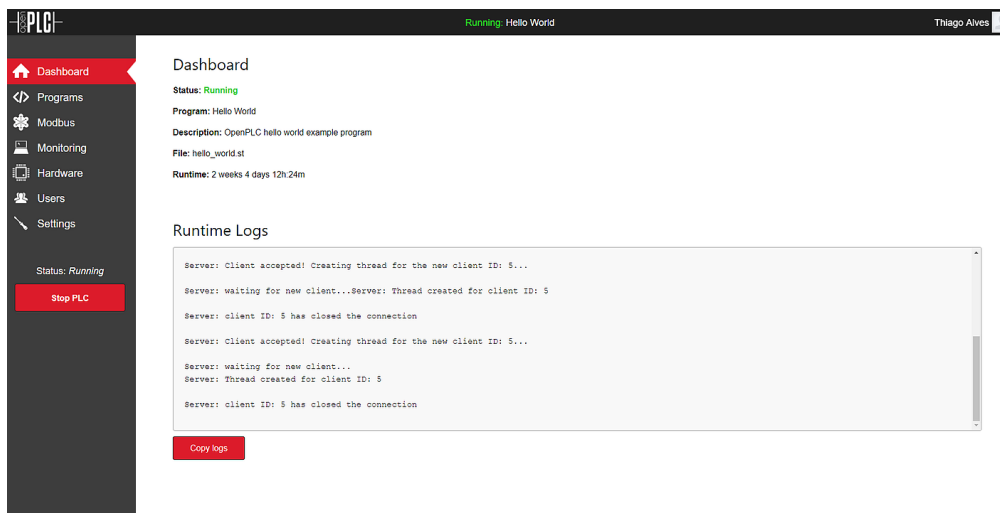 open PLC
Running: Hello World
Thiago Alves
Dashboard
Programs
Modbus
Monitoring
Hardware
Users
Settings
Status: Running
Stop PLC
Dashboard
Status: Running
Program: Hello World
Description: OpenPLC hello world example program
File: hello_world.st
Runtime: 2 weeks 4 days 12h:24m
Runtime Logs
Server: Client accepted! Creating thread for the new client ID: 5...
Server: waiting for new client...Server: Thread created for client ID: 5
Server: client ID: 5 has closed the connection
Server: Client accepted! Creating thread for the new client ID: 5...
Server: waiting for new client...
Server: Thread created for client ID: 5
Server: client ID: 5 has closed the connection
Copy logs